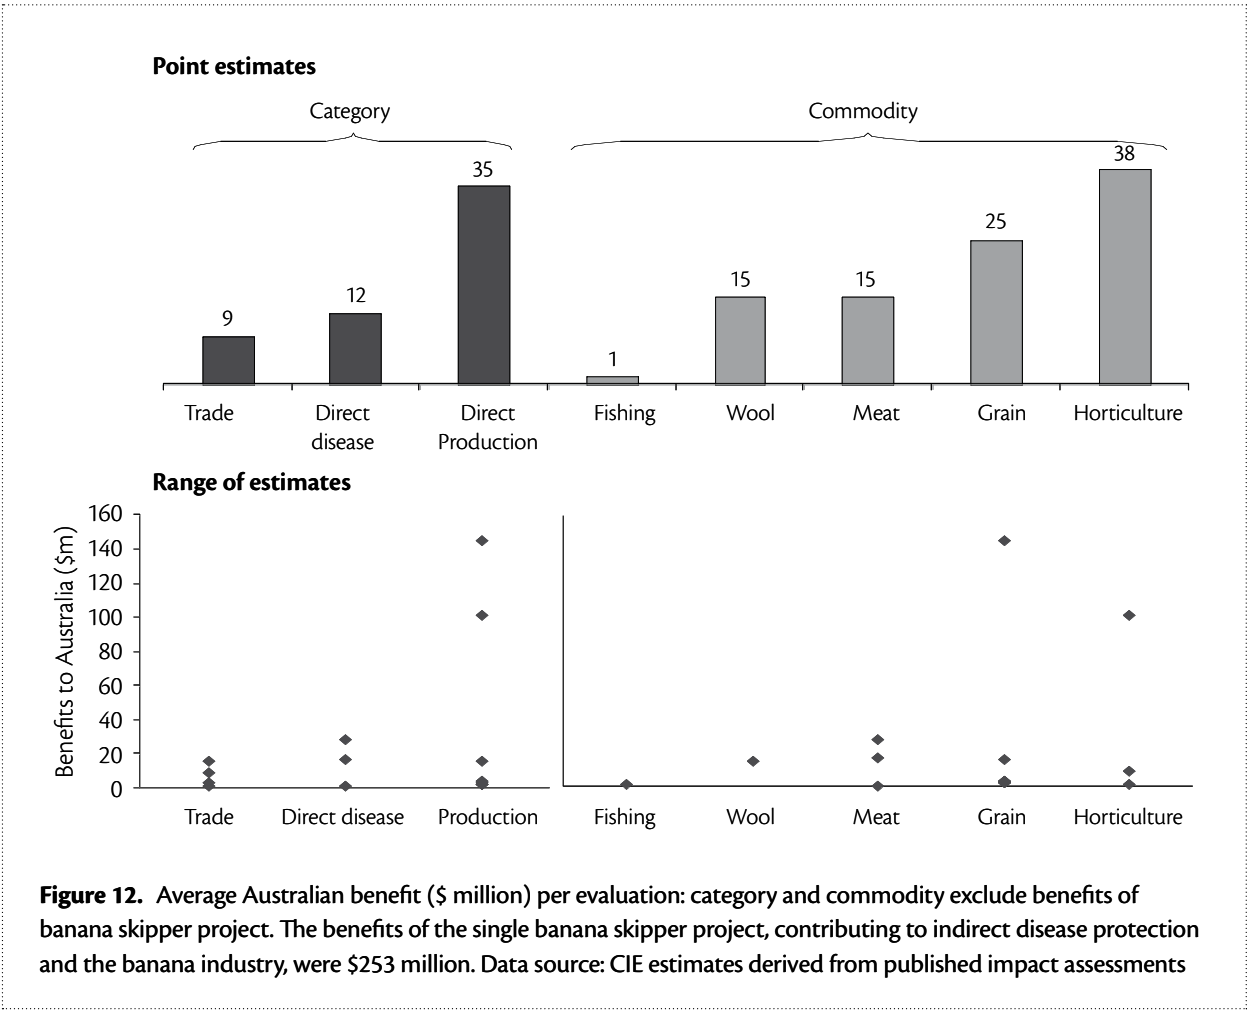 Point estimates
Category
Commodity
9
12
35
1
15
15
25
38
Trade
Direct
disease
Direct
Production
Fishing
Wool
Meat
Grain
Horticulture
Range of estimates
Benefits to Australia ($m)
160
140
120
100
80
60
40
20
0
Trade
Direct disease
Production
Fishing
Wool
Meat
Grain
Horticulture
Figure 12. Average Australian benefit ($ million) per evaluation: category and commodity exclude benefits of
banana skipper project. The benefits of the single banana skipper project, contributing to indirect disease protection
and the banana industry, were $253 million. Data source: CIE estimates derived from published impact assessments